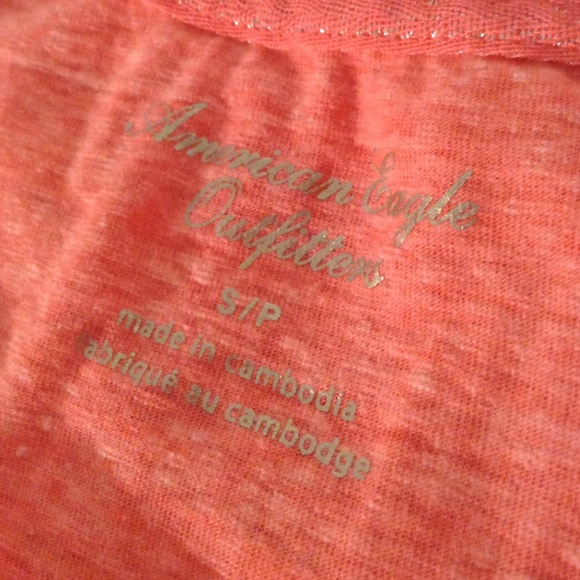 American Eagle
Outfitters
S/P
made in cambodia
fabriqué au cambodge